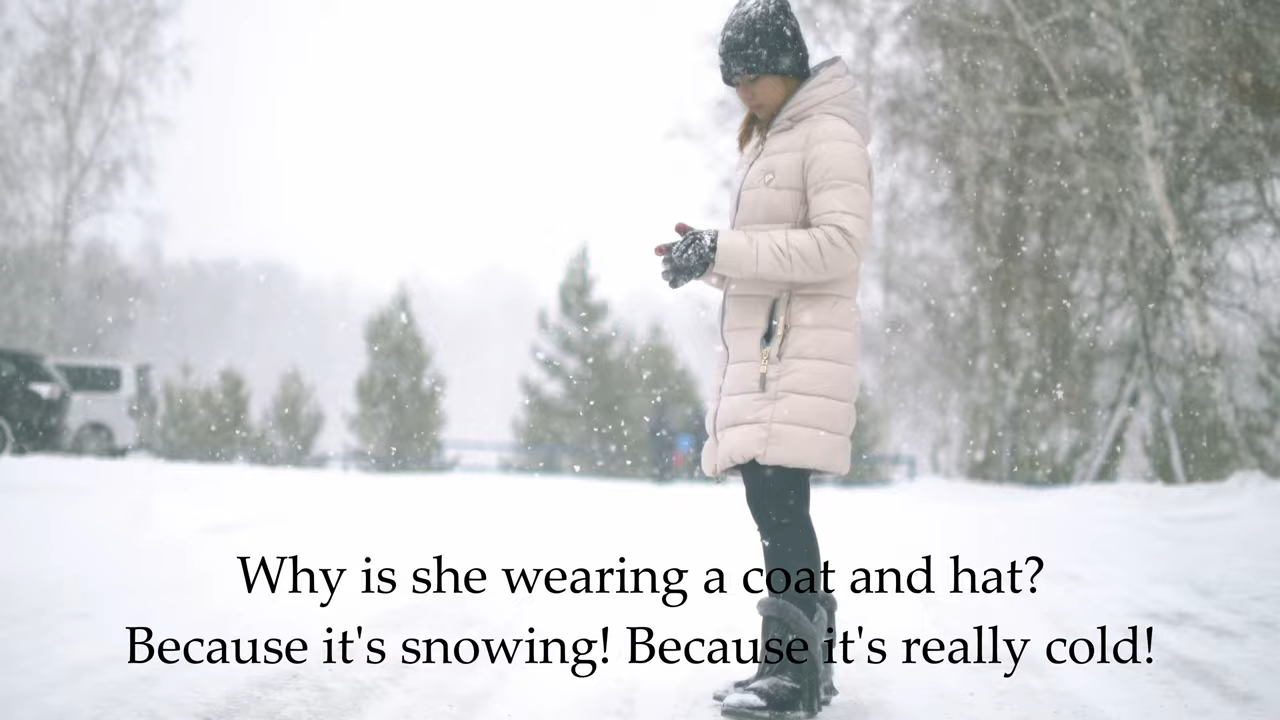 Why is she wearing a coat and hat?
Because it's snowing! Because it's really cold!